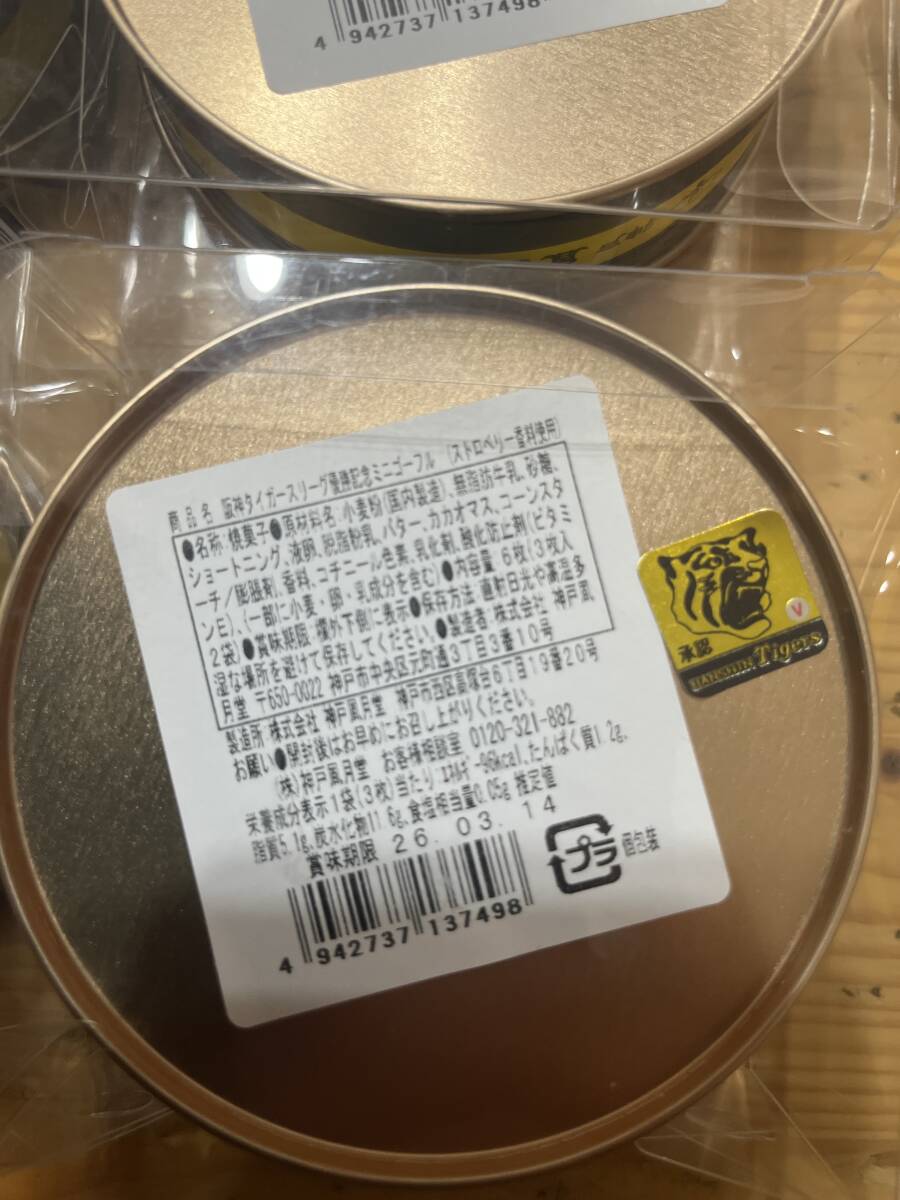 4 942737 137498
商品名 阪神タイガースリーグ優勝記念ミニゴーフル (ストロベリー香料使用)
●名称:焼菓子●原材料名:小麦粉(国内製造)、無脂肪牛乳、砂糖、
ショートニング、液卵、脱脂粉乳、バター、カカオマス、コーンスタ
ーチ/膨脹剤、香料、コチニール色素、乳化剤、酸化防止剤(ビタミ
ンE)、(一部に小麦・卵・乳成分を含む)●内容量 6枚(3枚入
2袋)●賞味期限 欄外下側に表示●保存方法 直射日光や高温多
湿な場所を避けて保存してください。●製造者 株式会社 神戸風
月堂 〒650-0022 神戸市中央区元町通3丁目3番10号
製造所 株式会社 神戸風月堂 神戸市西区高塚台6丁目19番20号
お願い●開封後はお早めにお召し上がりください。
(株)神戸風月堂 お客様相談室 0120-321-882
栄養成分表示1袋(3枚)当たり エネルギー96kcal、たんぱく質1.2g、
脂質5.1g、炭水化物11.6g、食塩相当量0.05g 推定値
賞味期限 26.03.14
プラ 個包装
4 942737 137498
承認
V
HANSHIN Tigers